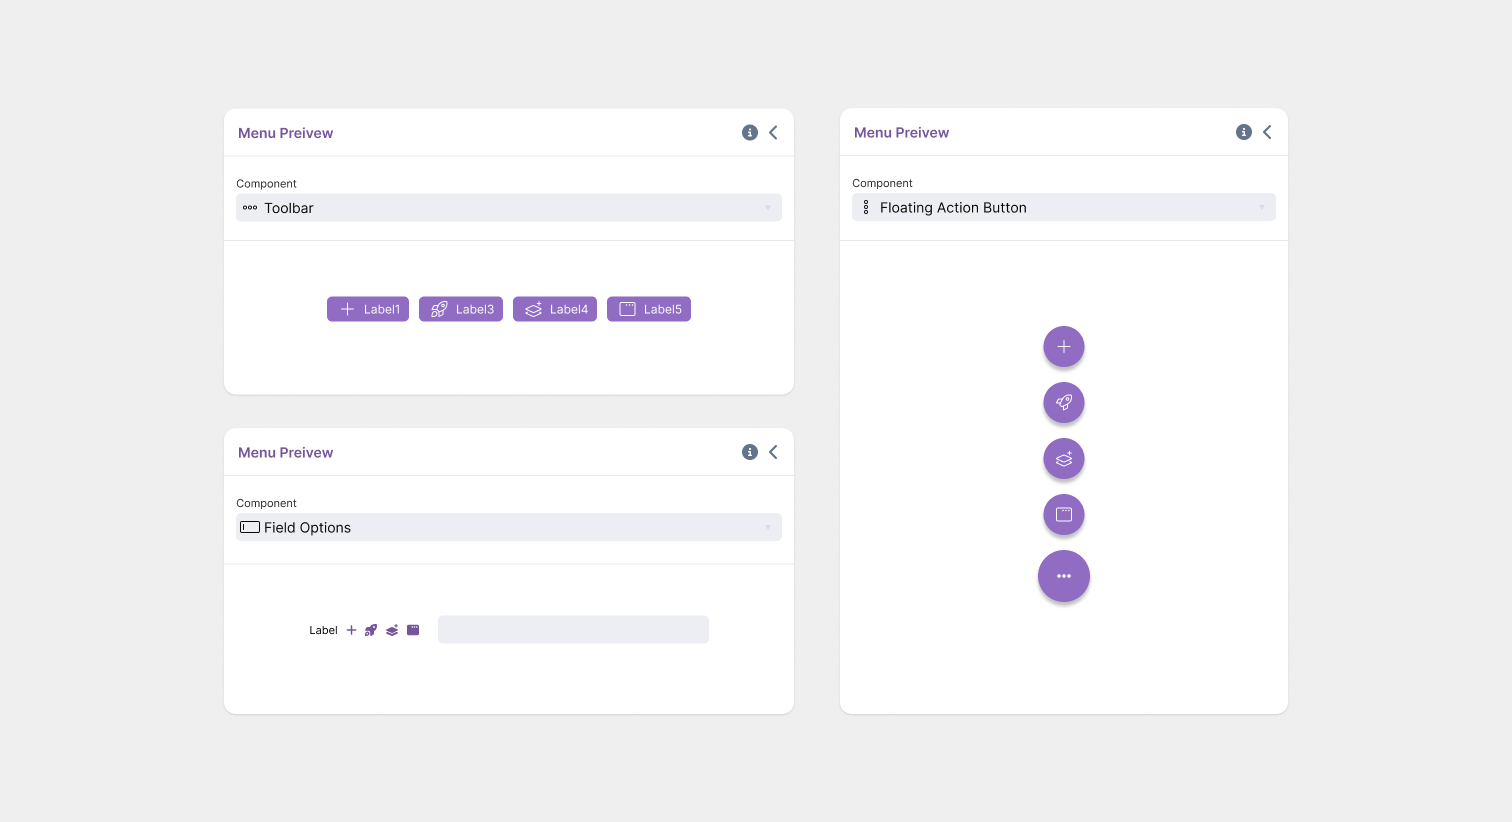 Menu Preivew
Component
Toolbar
Label1 Label3 Label4 Label5
Menu Preivew
Component
Field Options
Label
Menu Preivew
Component
Floating Action Button